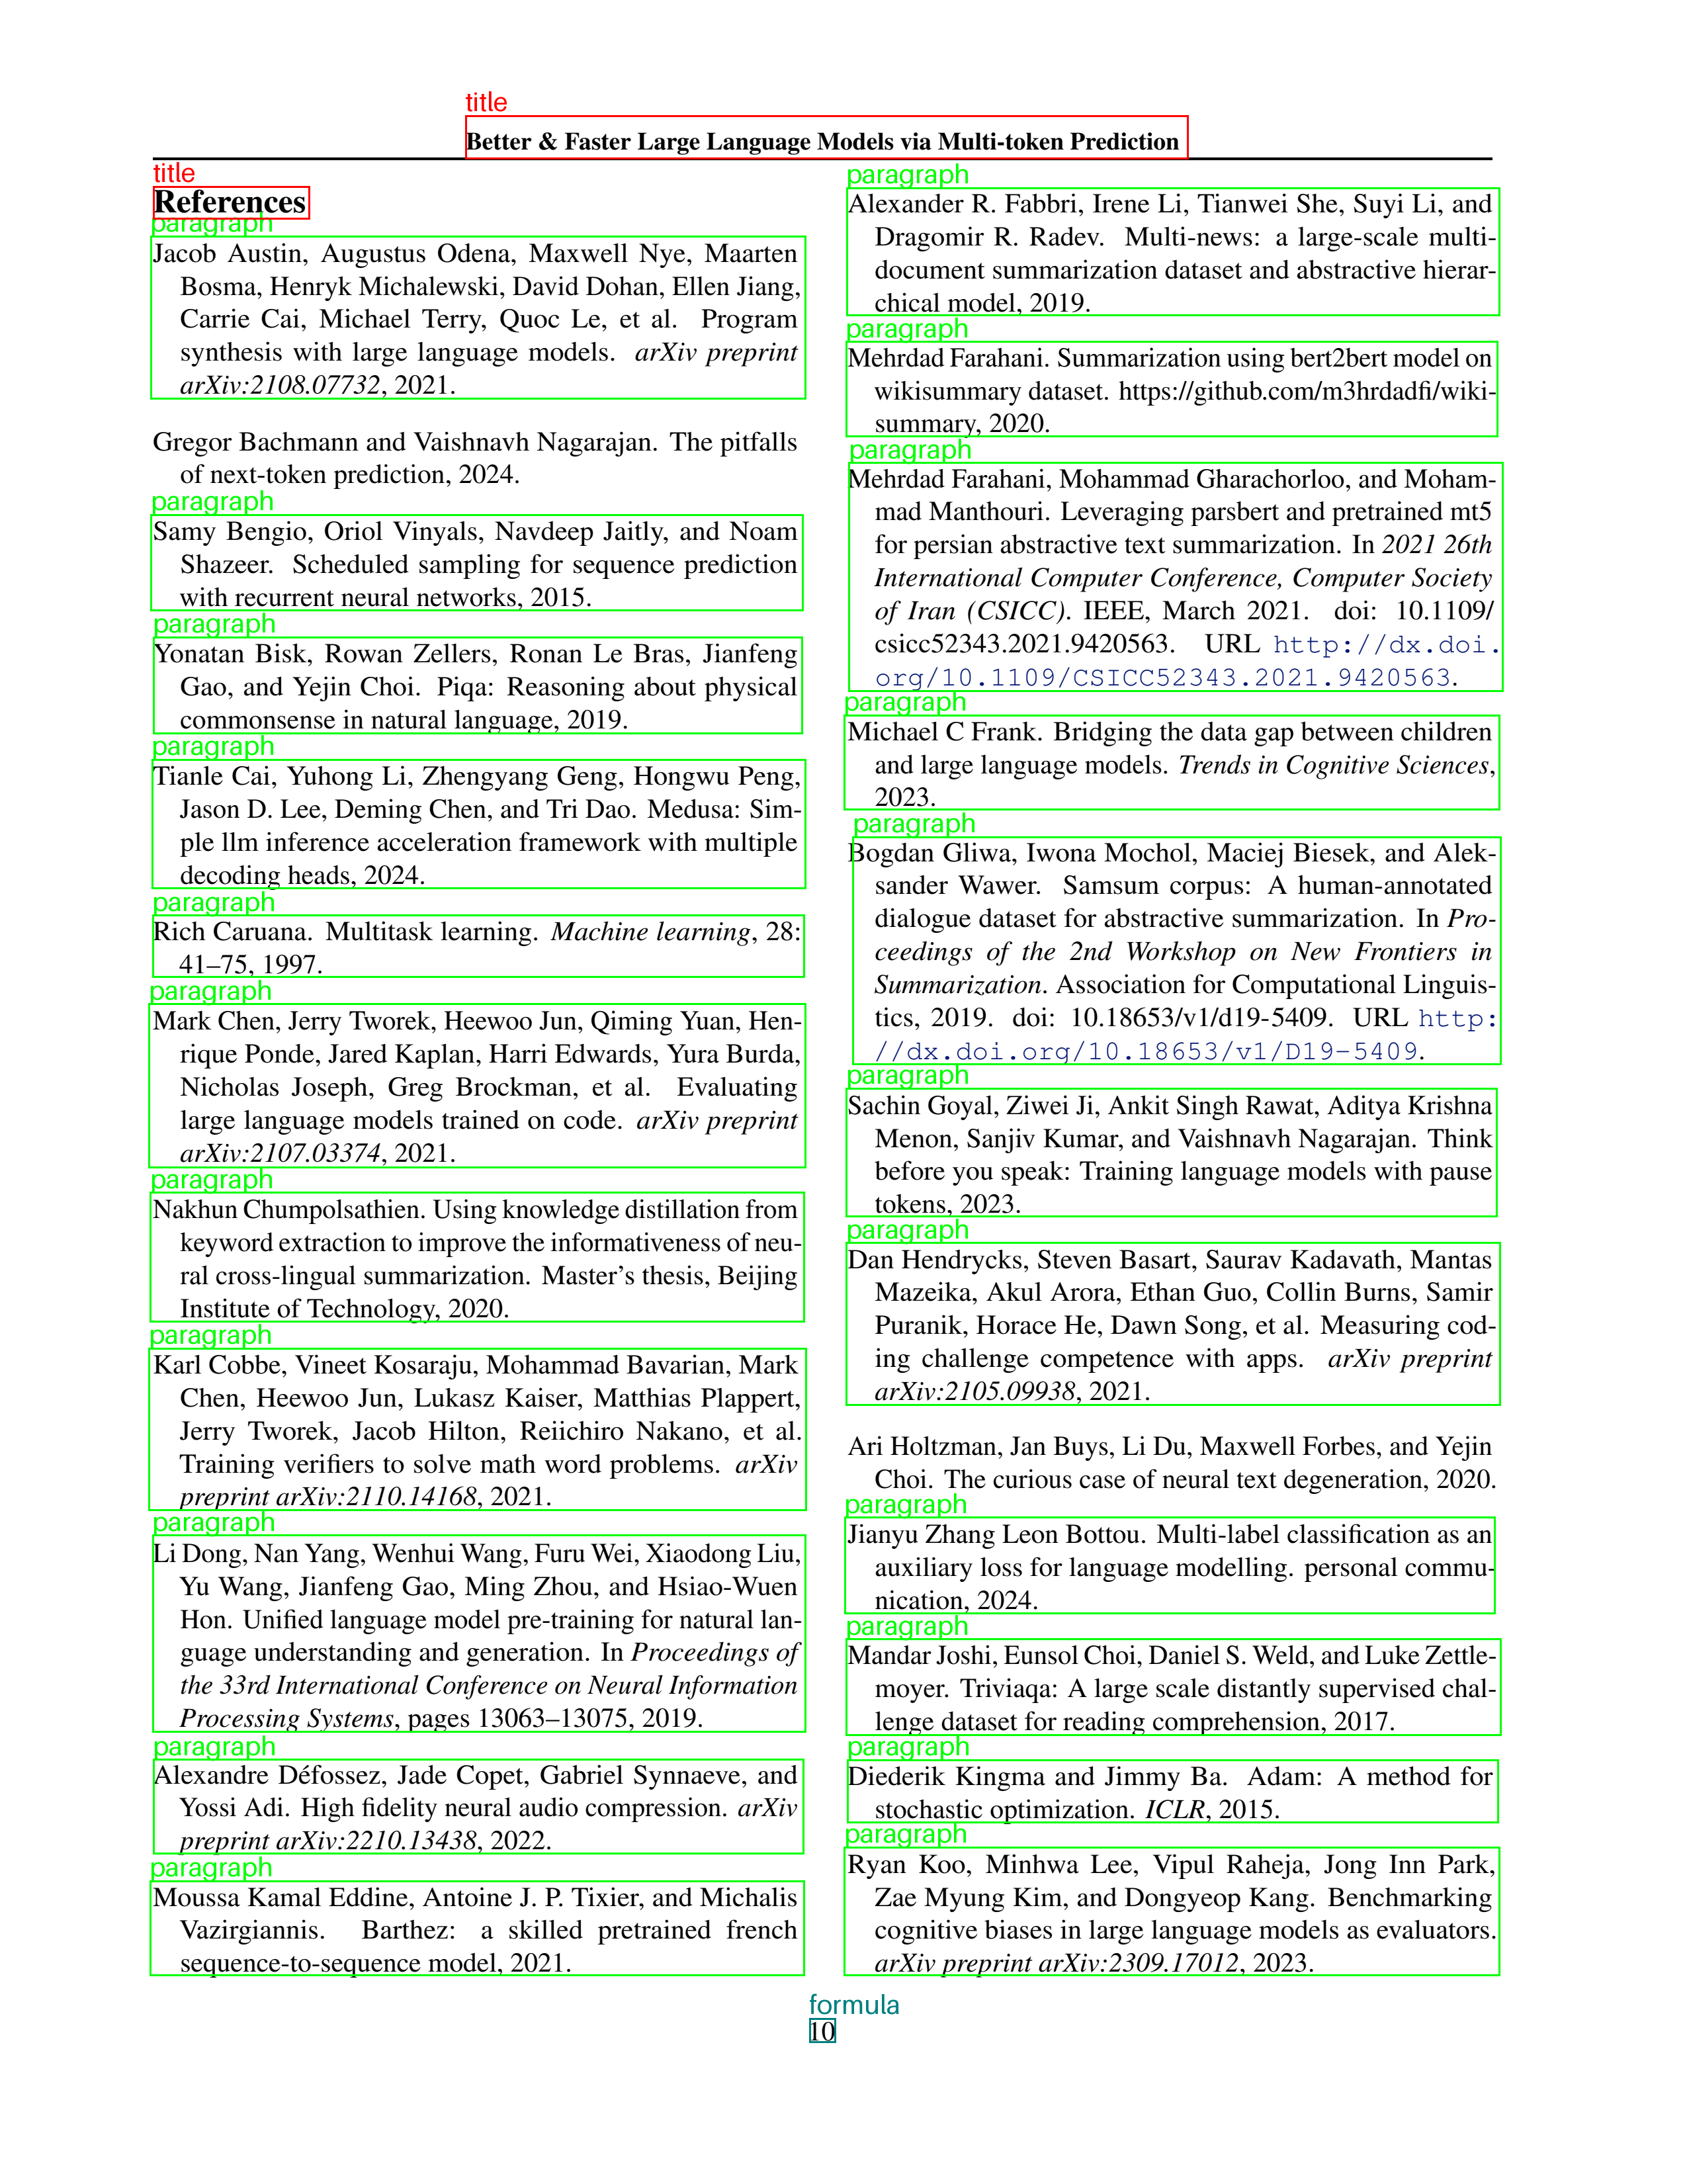 title
Better & Faster Large Language Models via Multi-token Prediction
title
References
paragraph
Jacob Austin, Augustus Odena, Maxwell Nye, Maarten
Bosma, Henryk Michalewski, David Dohan, Ellen Jiang,
Carrie Cai, Michael Terry, Quoc Le, et al. Program
synthesis with large language models. arXiv preprint
arXiv:2108.07732, 2021.
Gregor Bachmann and Vaishnavh Nagarajan. The pitfalls
of next-token prediction, 2024.
paragraph
Samy Bengio, Oriol Vinyals, Navdeep Jaitly, and Noam
Shazeer. Scheduled sampling for sequence prediction
with recurrent neural networks, 2015.
paragraph
Yonatan Bisk, Rowan Zellers, Ronan Le Bras, Jianfeng
Gao, and Yejin Choi. Piqa: Reasoning about physical
commonsense in natural language, 2019.
paragraph
Tianle Cai, Yuhong Li, Zhengyang Geng, Hongwu Peng,
Jason D. Lee, Deming Chen, and Tri Dao. Medusa: Sim-
ple llm inference acceleration framework with multiple
decoding heads, 2024.
paragraph
Rich Caruana. Multitask learning. Machine learning, 28:
41–75, 1997.
paragraph
Mark Chen, Jerry Tworek, Heewoo Jun, Qiming Yuan, Hen-
rique Ponde, Jared Kaplan, Harri Edwards, Yura Burda,
Nicholas Joseph, Greg Brockman, et al. Evaluating
large language models trained on code. arXiv preprint
arXiv:2107.03374, 2021.
paragraph
Nakhun Chumpolsathien. Using knowledge distillation from
keyword extraction to improve the informativeness of neu-
ral cross-lingual summarization. Master's thesis, Beijing
Institute of Technology, 2020.
paragraph
Karl Cobbe, Vineet Kosaraju, Mohammad Bavarian, Mark
Chen, Heewoo Jun, Lukasz Kaiser, Matthias Plappert,
Jerry Tworek, Jacob Hilton, Reiichiro Nakano, et al.
Training verifiers to solve math word problems. arXiv
preprint arXiv:2110.14168, 2021.
paragraph
Li Dong, Nan Yang, Wenhui Wang, Furu Wei, Xiaodong Liu,
Yu Wang, Jianfeng Gao, Ming Zhou, and Hsiao-Wuen
Hon. Unified language model pre-training for natural lan-
guage understanding and generation. In Proceedings of
the 33rd International Conference on Neural Information
Processing Systems, pages 13063–13075, 2019.
paragraph
Alexandre Défossez, Jade Copet, Gabriel Synnaeve, and
Yossi Adi. High fidelity neural audio compression. arXiv
preprint arXiv:2210.13438, 2022.
paragraph
Moussa Kamal Eddine, Antoine J. P. Tixier, and Michalis
Vazirgiannis. Barthez: a skilled pretrained french
sequence-to-sequence model, 2021.
paragraph
Alexander R. Fabbri, Irene Li, Tianwei She, Suyi Li, and
Dragomir R. Radev. Multi-news: a large-scale multi-
document summarization dataset and abstractive hierar-
chical model, 2019.
paragraph
Mehrdad Farahani. Summarization using bert2bert model on
wikisummary dataset. https://github.com/m3hrdadfi/wiki-
summary, 2020.
paragraph
Mehrdad Farahani, Mohammad Gharachorloo, and Moham-
mad Manthouri. Leveraging parsbert and pretrained mt5
for persian abstractive text summarization. In 2021 26th
International Computer Conference, Computer Society
of Iran (CSICC). IEEE, March 2021. doi: 10.1109/
csicc52343.2021.9420563. URL http://dx.doi.
org/10.1109/CSICC52343.2021.9420563.
paragraph
Michael C Frank. Bridging the data gap between children
and large language models. Trends in Cognitive Sciences,
2023.
paragraph
Bogdan Gliwa, Iwona Mochol, Maciej Biesek, and Alek-
sander Wawer. Samsum corpus: A human-annotated
dialogue dataset for abstractive summarization. In Pro-
ceedings of the 2nd Workshop on New Frontiers in
Summarization. Association for Computational Linguis-
tics, 2019. doi: 10.18653/v1/d19-5409. URL http:
//dx.doi.org/10.18653/v1/D19-5409.
paragraph
Sachin Goyal, Ziwei Ji, Ankit Singh Rawat, Aditya Krishna
Menon, Sanjiv Kumar, and Vaishnavh Nagarajan. Think
before you speak: Training language models with pause
tokens, 2023.
paragraph
Dan Hendrycks, Steven Basart, Saurav Kadavath, Mantas
Mazeika, Akul Arora, Ethan Guo, Collin Burns, Samir
Puranik, Horace He, Dawn Song, et al. Measuring cod-
ing challenge competence with apps. arXiv preprint
arXiv:2105.09938, 2021.
Ari Holtzman, Jan Buys, Li Du, Maxwell Forbes, and Yejin
Choi. The curious case of neural text degeneration, 2020.
paragraph
Jianyu Zhang Leon Bottou. Multi-label classification as an
auxiliary loss for language modelling. personal commu-
nication, 2024.
paragraph
Mandar Joshi, Eunsol Choi, Daniel S. Weld, and Luke Zettle-
moyer. Triviaqa: A large scale distantly supervised chal-
lenge dataset for reading comprehension, 2017.
paragraph
Diederik Kingma and Jimmy Ba. Adam: A method for
stochastic optimization. ICLR, 2015.
paragraph
Ryan Koo, Minhwa Lee, Vipul Raheja, Jong Inn Park,
Zae Myung Kim, and Dongyeop Kang. Benchmarking
cognitive biases in large language models as evaluators.
arXiv preprint arXiv:2309.17012, 2023.
formula
10